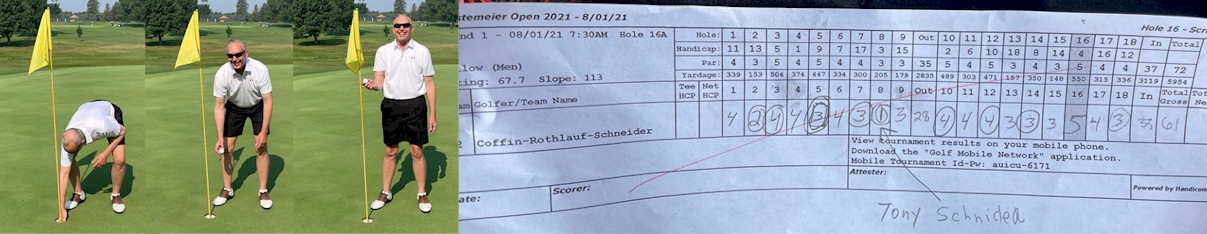 stemeier Open 2021 - 8/01/21
Hole 16 - Scr
nd 1 - 08/01/21 7:30AM Hole 16A
Hole: 1 2 3 4 5 6 7 8 9 Out 10 11 12 13 14 15 16 17 18 In Total
Handicap: 11 13 5 1 9 7 17 3 15 2 6 10 18 8 14 4 16 12
Par: 4 3 5 4 5 4 4 3 3 35 5 4 5 3 4 3 5 4 4 37 72
low (Men)
ing: 67.7 Slope: 113
Yardage: 339 153 504 374 447 334 300 205 179 2835 489 303 471 157 350 146 550 315 336 3119 5954
am Golfer/Team Name
Tee HCP Net HCP 1 2 3 4 5 6 7 8 9 Out 10 11 12 13 14 15 16 17 18 In Total Gross Tot Ne
Coffin-Rothlauf-Schneider 4 2 4 4 3 4 3 1 3 28 4 4 4 3 3 3 5 4 3 33 61
View tournament results on your mobile phone.
Download the "Golf Mobile Network" application.
Mobile Tournament Id-Pw: auicu-6171
ate:
Scorer:
Attester:
Powered by Handicom
Tony Schnider